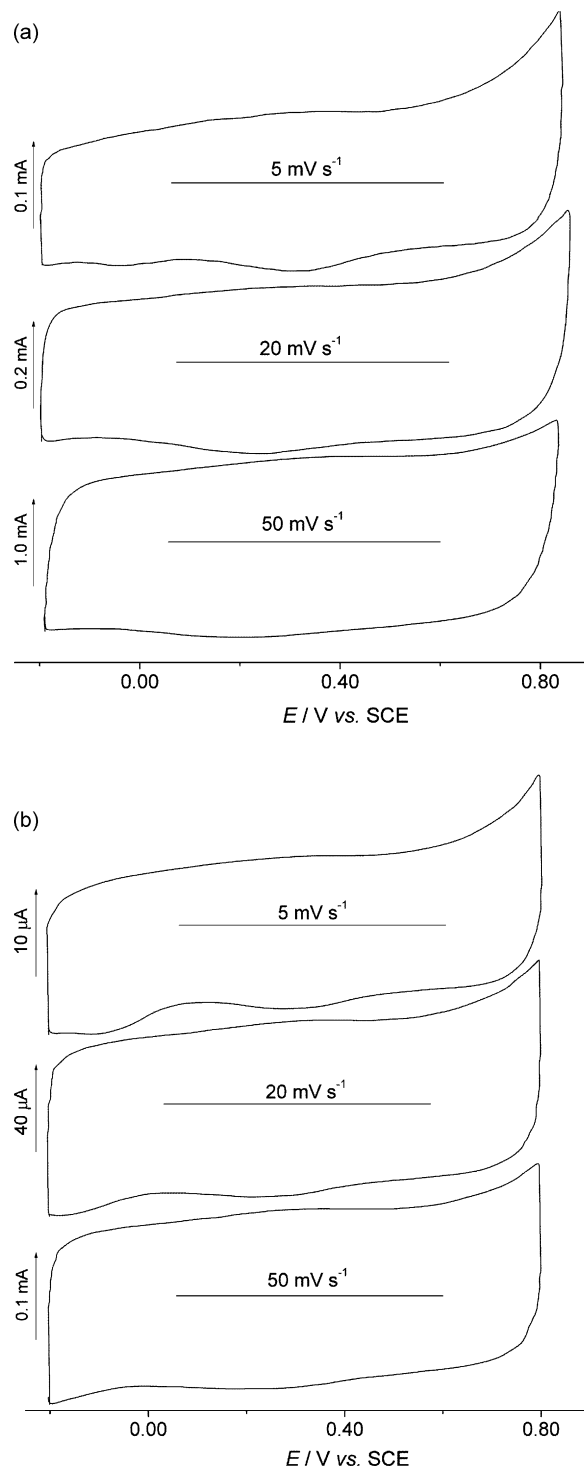 (a)
0.1 mA
5 mV s⁻¹
0.2 mA
20 mV s⁻¹
1.0 mA
50 mV s⁻¹
0.00 0.40 0.80
E / V vs. SCE
(b)
10 µA
5 mV s⁻¹
40 µA
20 mV s⁻¹
0.1 mA
50 mV s⁻¹
0.00 0.40 0.80
E / V vs. SCE